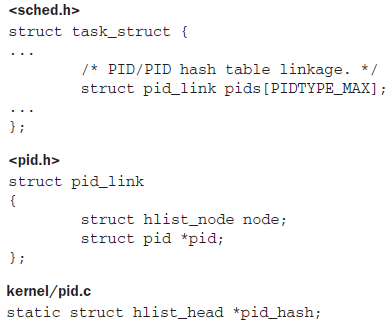 <sched.h>
struct task_struct {
...
        /* PID/PID hash table linkage. */
        struct pid_link pids[PIDTYPE_MAX];
...
};
<pid.h>
struct pid_link
{
        struct hlist_node node;
        struct pid *pid;
};
kernel/pid.c
static struct hlist_head *pid_hash;